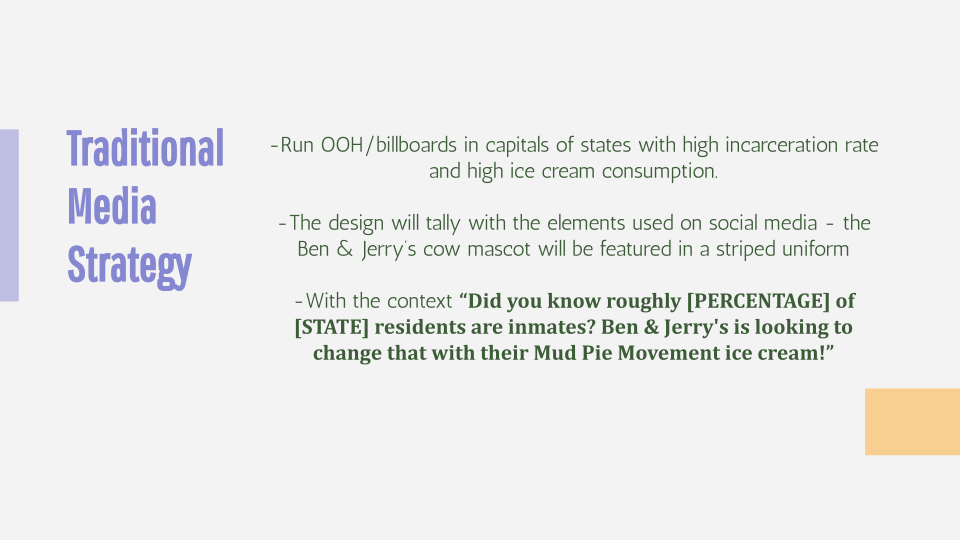 Traditional
Media
Strategy
-Run OOH/billboards in capitals of states with high incarceration rate
and high ice cream consumption.
-The design will tally with the elements used on social media - the
Ben & Jerry's cow mascot will be featured in a striped uniform
-With the context “Did you know roughly [PERCENTAGE] of
[STATE] residents are inmates? Ben & Jerry's is looking to
change that with their Mud Pie Movement ice cream!”